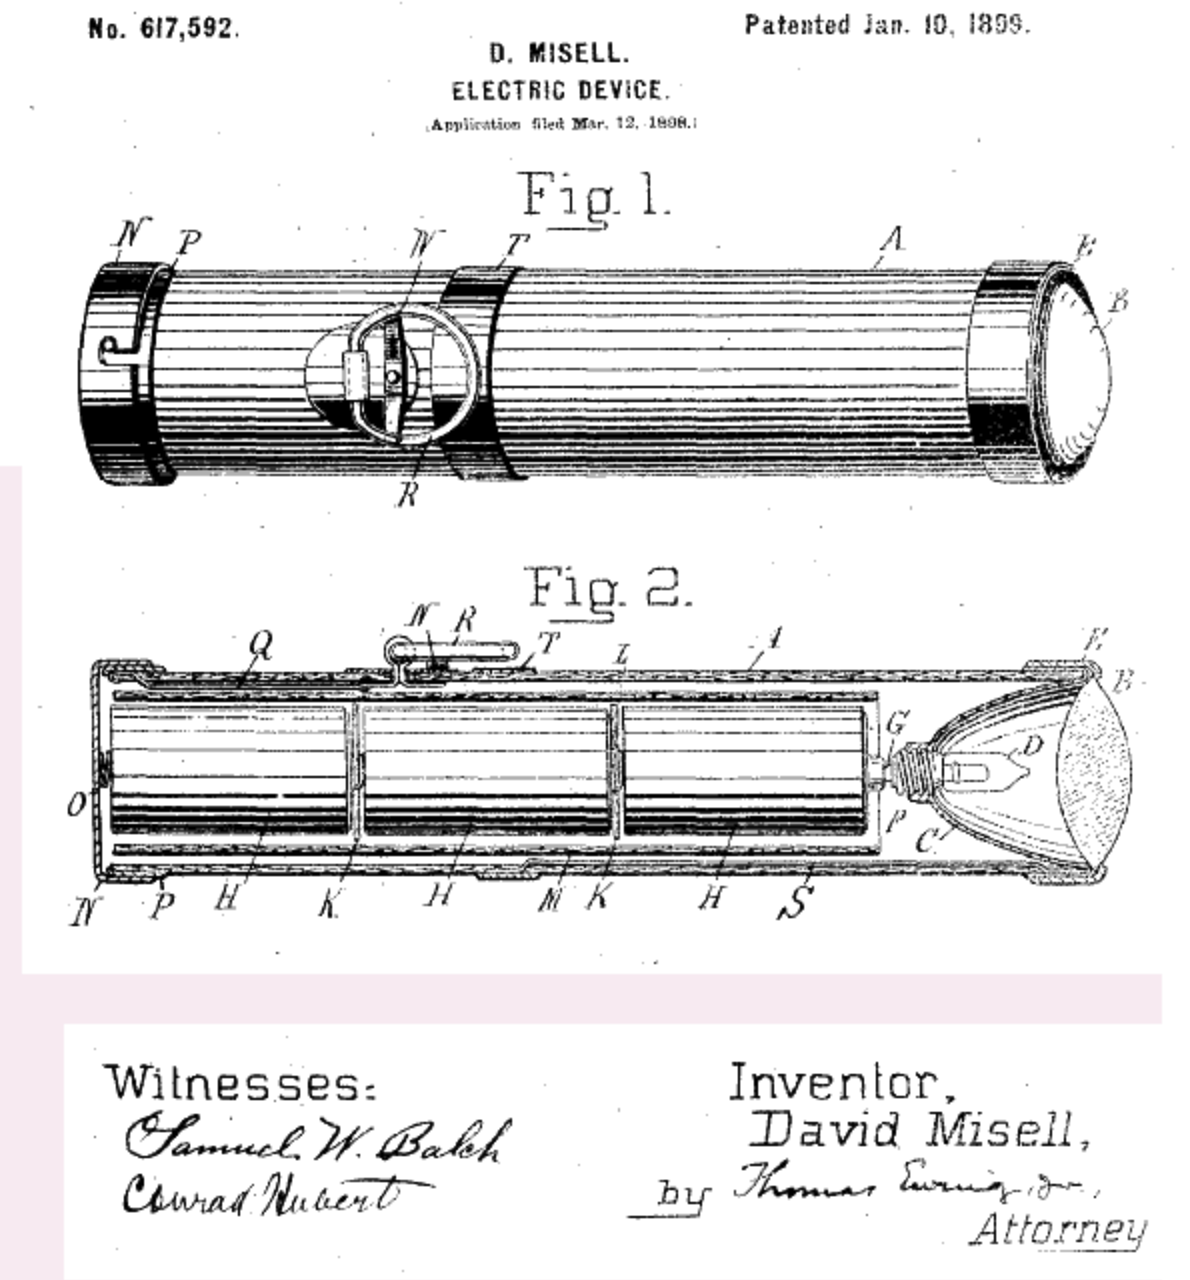 No. 617,592.
Patented Jan. 10, 1899.
D. MISELL.
ELECTRIC DEVICE.
(Application filed Mar. 12, 1898.)
Fig. 1.
N P N T A E
B
R
Fig. 2.
N R T L A E
Q
B
G
D
O
P
C
N P H K H M K H S
Witnesses:
Samuel W. Balch
Conrad Hubert
Inventor,
David Misell,
by Thomas Ewing, Jr.,
Attorney